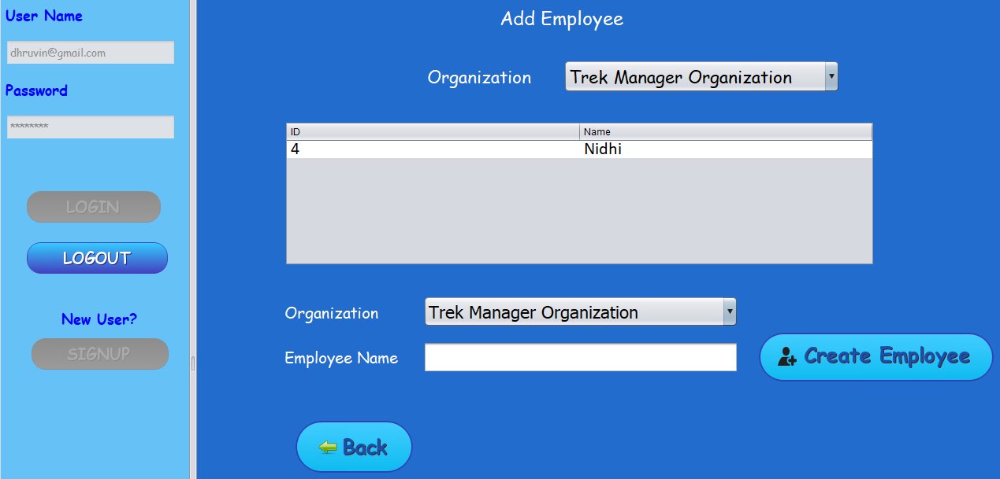 User Name
dhruvin@gmail.com
Password
********
LOGIN
LOGOUT
New User?
SIGNUP
Add Employee
Organization Trek Manager Organization
ID Name
4 Nidhi
Organization Trek Manager Organization
Employee Name
Create Employee
Back